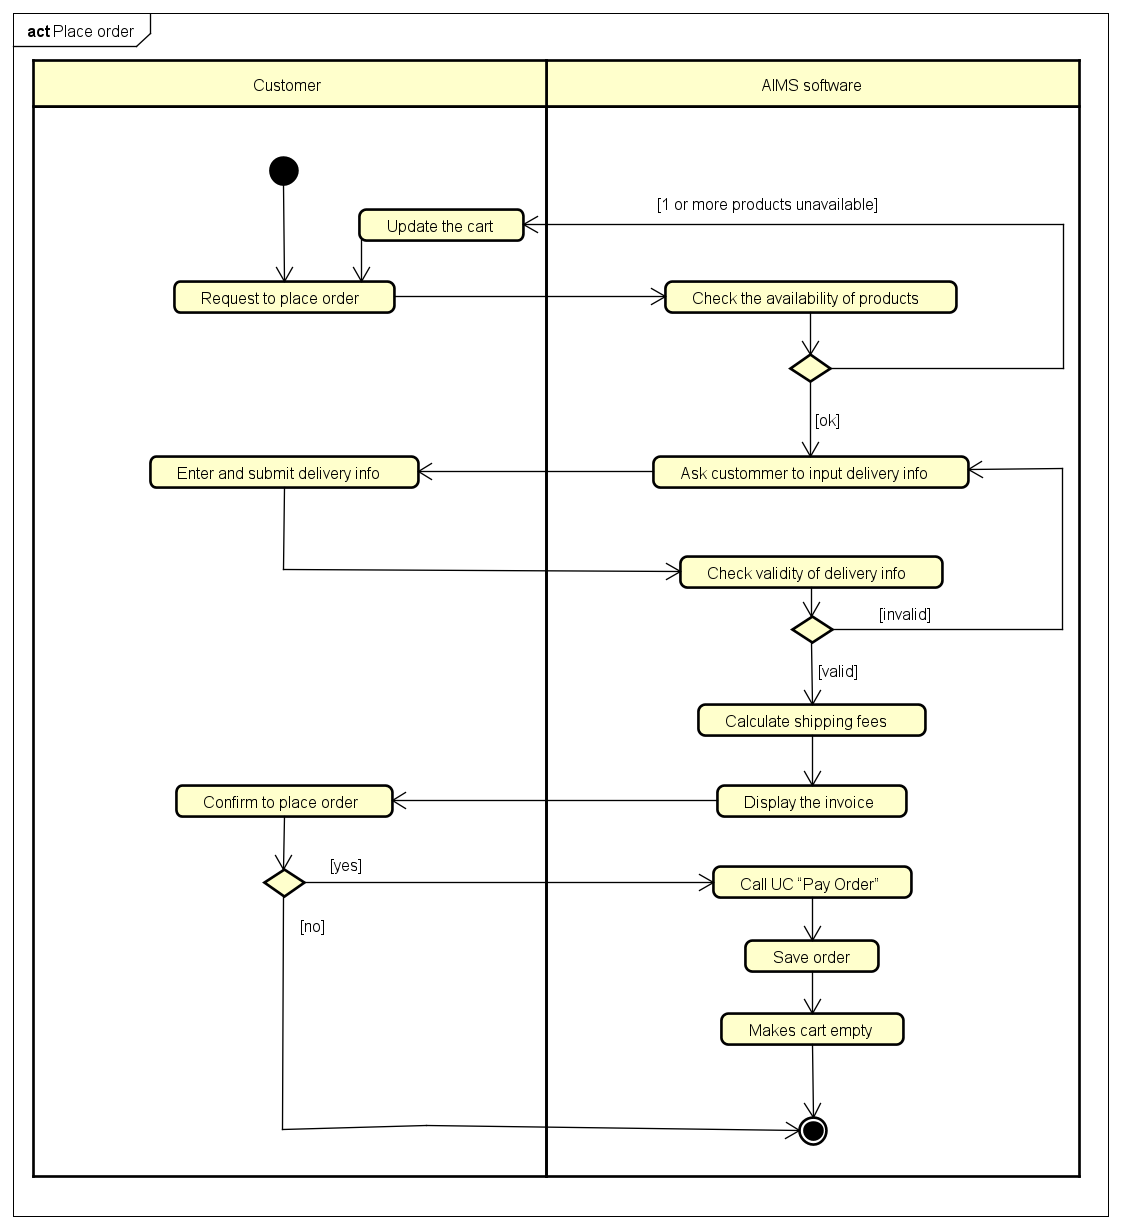 act Place order
Customer
AIMS software
[1 or more products unavailable]
Update the cart
Request to place order
Check the availability of products
[ok]
Enter and submit delivery info
Ask custommer to input delivery info
Check validity of delivery info
[invalid]
[valid]
Calculate shipping fees
Confirm to place order
Display the invoice
[yes]
Call UC “Pay Order”
[no]
Save order
Makes cart empty